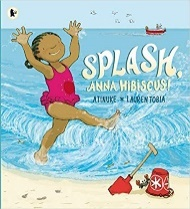 SPLASH,
ANNA HIBISCUS!
ATINUKE
LAUREN TOBIA